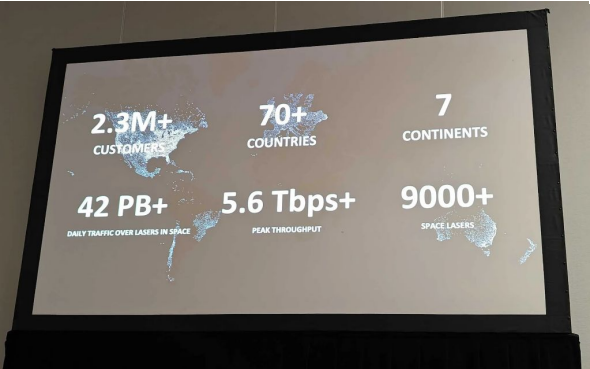 2.3M+
CUSTOMERS
70+
COUNTRIES
7
CONTINENTS
42 PB+
DAILY TRAFFIC OVER LASERS IN SPACE
5.6 Tbps+
PEAK THROUGHPUT
9000+
SPACE LASERS